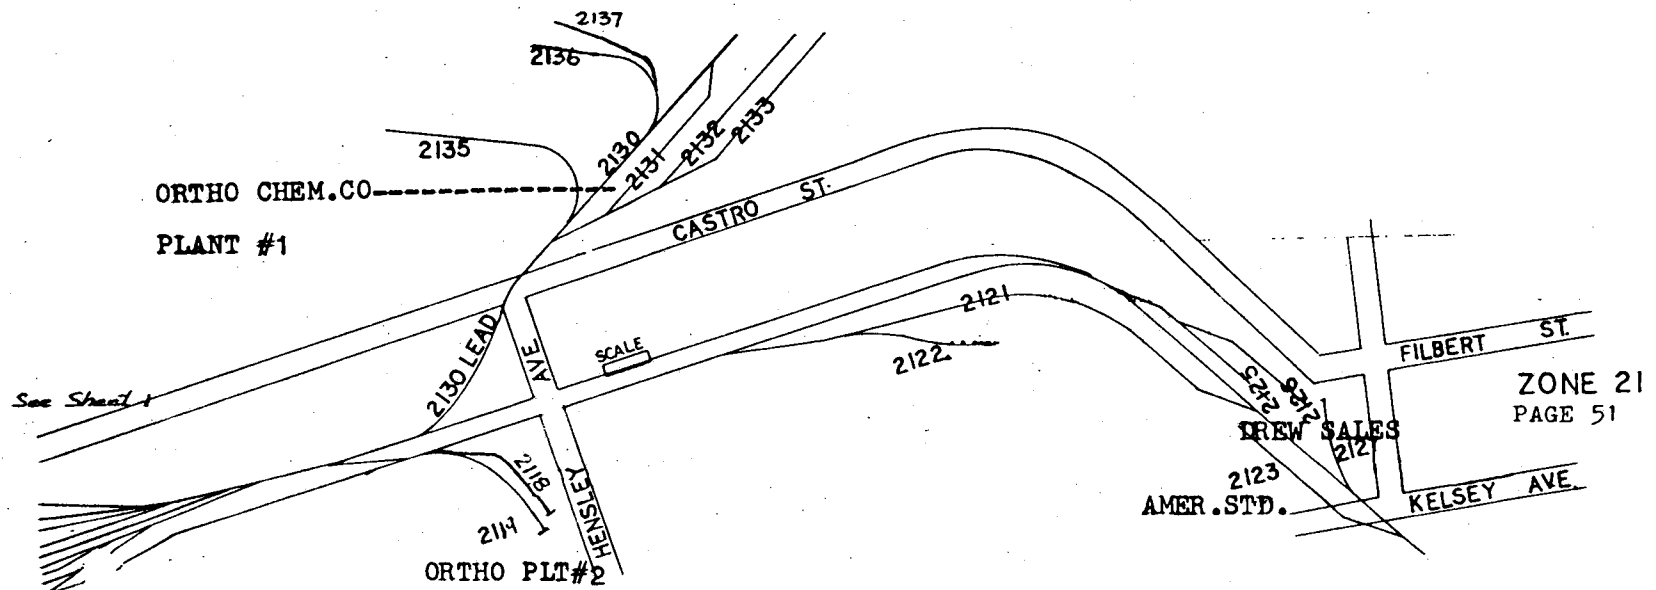 2137
2136
2135
2130
2131
2132
2133
ORTHO CHEM.CO
PLANT #1
CASTRO ST.
2121
2122
SCALE
2130 LEAD
HENSLEY AVE
See Sheet 1
FILBERT ST.
ZONE 21
PAGE 51
2125
2126
DREW SALES
2123
AMER.STD.
KELSEY AVE.
2118
ORTHO PLT#2